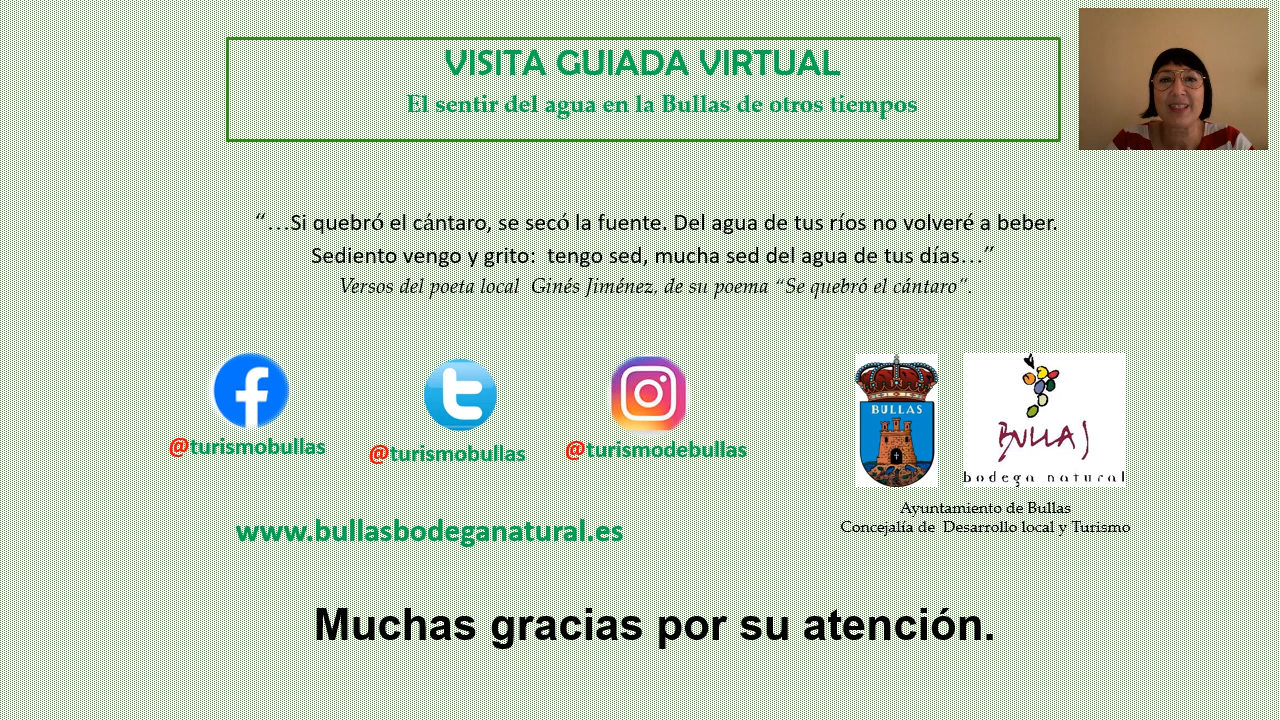 VISITA GUIADA VIRTUAL
El sentir del agua en la Bullas de otros tiempos
“…Si quebró el cántaro, se secó la fuente. Del agua de tus ríos no volveré a beber.
Sediento vengo y grito: tengo sed, mucha sed del agua de tus días…”
Versos del poeta local Ginés Jiménez, de su poema “Se quebró el cántaro”.
@turismobullas
@turismobullas
@turismodebullas
BULLAS
BULLAS
bodega natural
Ayuntamiento de Bullas
Concejalía de Desarrollo local y Turismo
www.bullasbodeganatural.es
Muchas gracias por su atención.